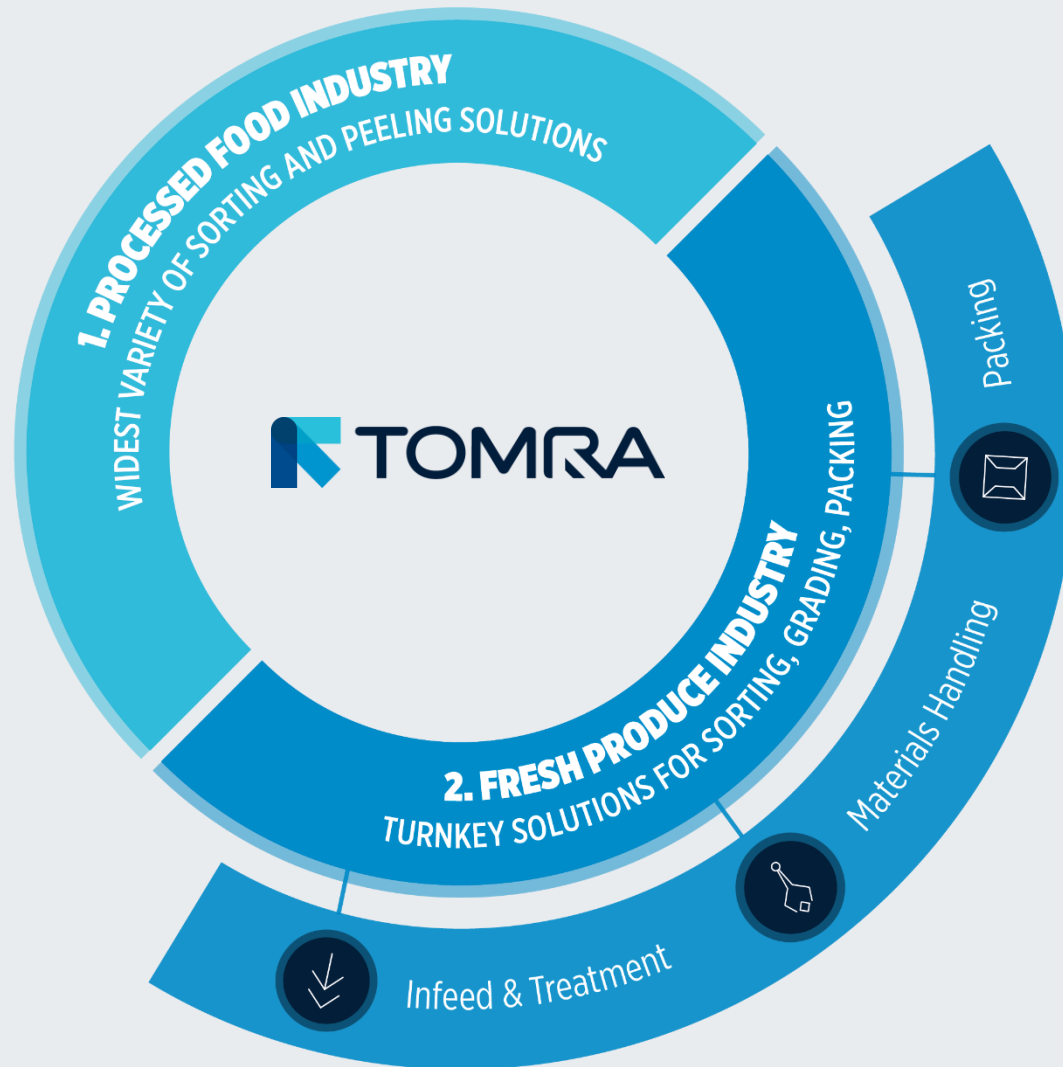 1. PROCESSED FOOD INDUSTRY
WIDEST VARIETY OF SORTING AND PEELING SOLUTIONS
TOMRA
2. FRESH PRODUCE INDUSTRY
TURNKEY SOLUTIONS FOR SORTING, GRADING, PACKING
Infeed & Treatment
Materials Handling
Packing